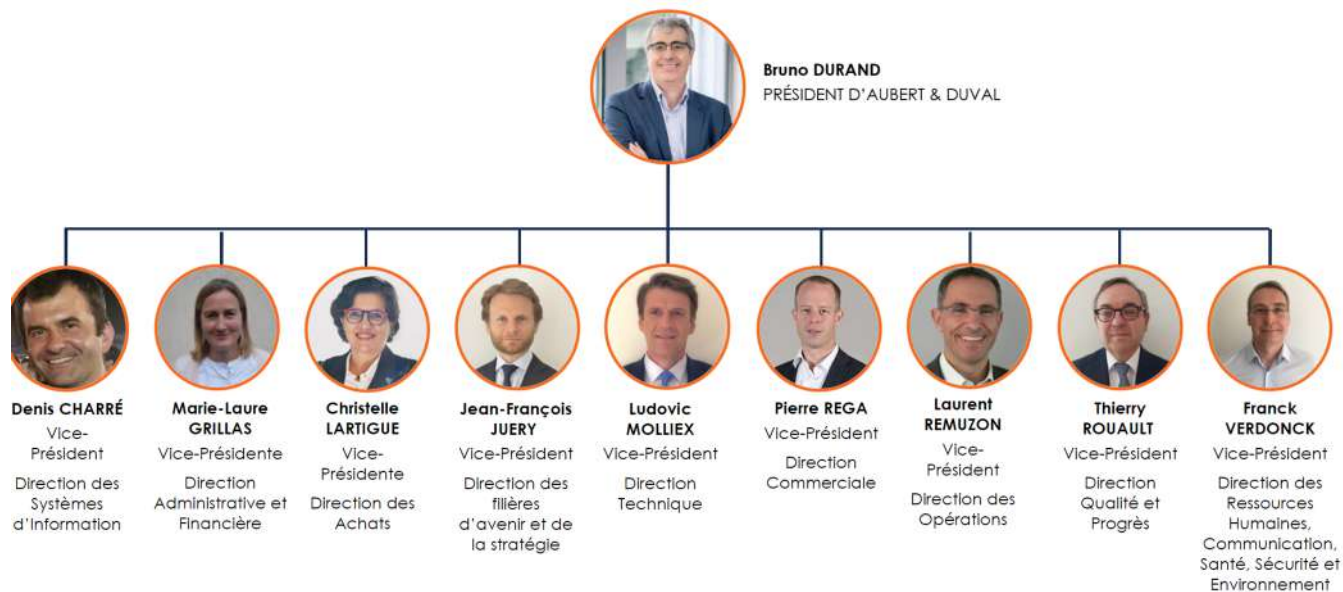 Bruno DURAND
PRÉSIDENT D'AUBERT & DUVAL
Denis CHARRÉ
Vice-
Président
Direction des
Systèmes
d'Information
Marie-Laure
GRILLAS
Vice-Présidente
Direction
Administrative et
Financière
Christelle
LARTIGUE
Vice-
Présidente
Direction des
Achats
Jean-François
JUERY
Vice-Président
Direction des
filières
d'avenir et de
la stratégie
Ludovic
MOLLIEX
Vice-Président
Direction
Technique
Pierre REGA
Vice-Président
Direction
Commerciale
Laurent
REMUZON
Vice-
Président
Direction des
Opérations
Thierry
ROUAULT
Vice-Président
Direction
Qualité et
Progrès
Franck
VERDONCK
Vice-Président
Direction des
Ressources
Humaines,
Communication,
Santé, Sécurité et
Environnement